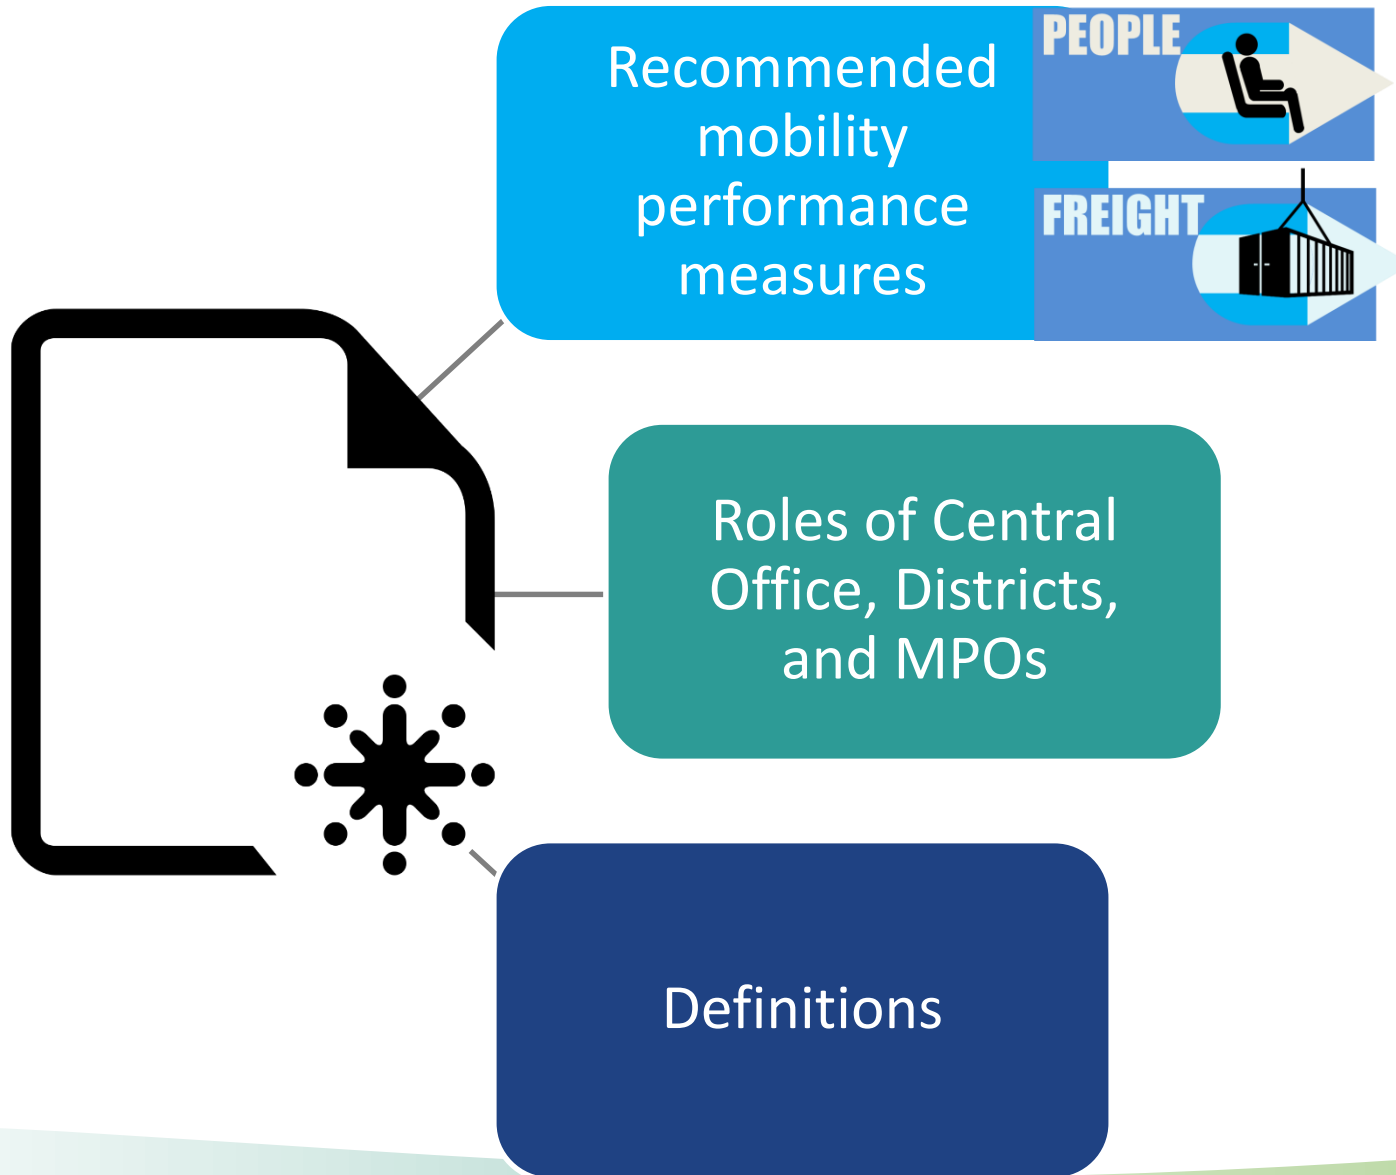 Recommended
mobility
performance
measures
PEOPLE
FREIGHT
Roles of Central
Office, Districts,
and MPOs
Definitions